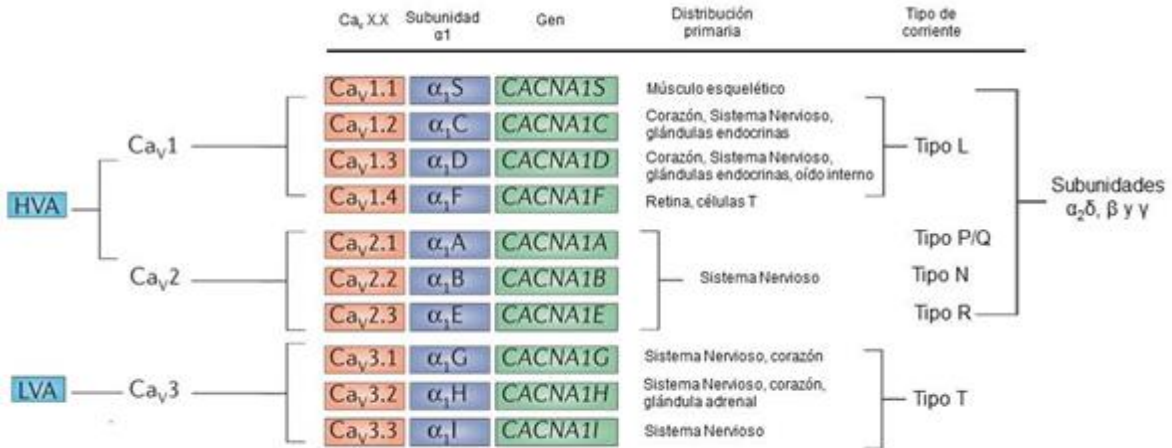 Caᵥ X.X Subunidad α1 Gen Distribución primaria Tipo de corriente
Caᵥ1.1 α₁S CACNA1S Músculo esquelético
Caᵥ1.2 α₁C CACNA1C Corazón, Sistema Nervioso, glándulas endocrinas
Caᵥ1 Tipo L
Caᵥ1.3 α₁D CACNA1D Corazón, Sistema Nervioso, glándulas endocrinas, oído interno
Caᵥ1.4 α₁F CACNA1F Retina, células T
HVA Subunidades α₂δ, β y γ
Caᵥ2.1 α₁A CACNA1A Tipo P/Q
Caᵥ2 Caᵥ2.2 α₁B CACNA1B Sistema Nervioso Tipo N
Caᵥ2.3 α₁E CACNA1E Tipo R
Caᵥ3.1 α₁G CACNA1G Sistema Nervioso, corazón
LVA Caᵥ3 Caᵥ3.2 α₁H CACNA1H Sistema Nervioso, corazón, glándula adrenal Tipo T
Caᵥ3.3 α₁I CACNA1I Sistema Nervioso